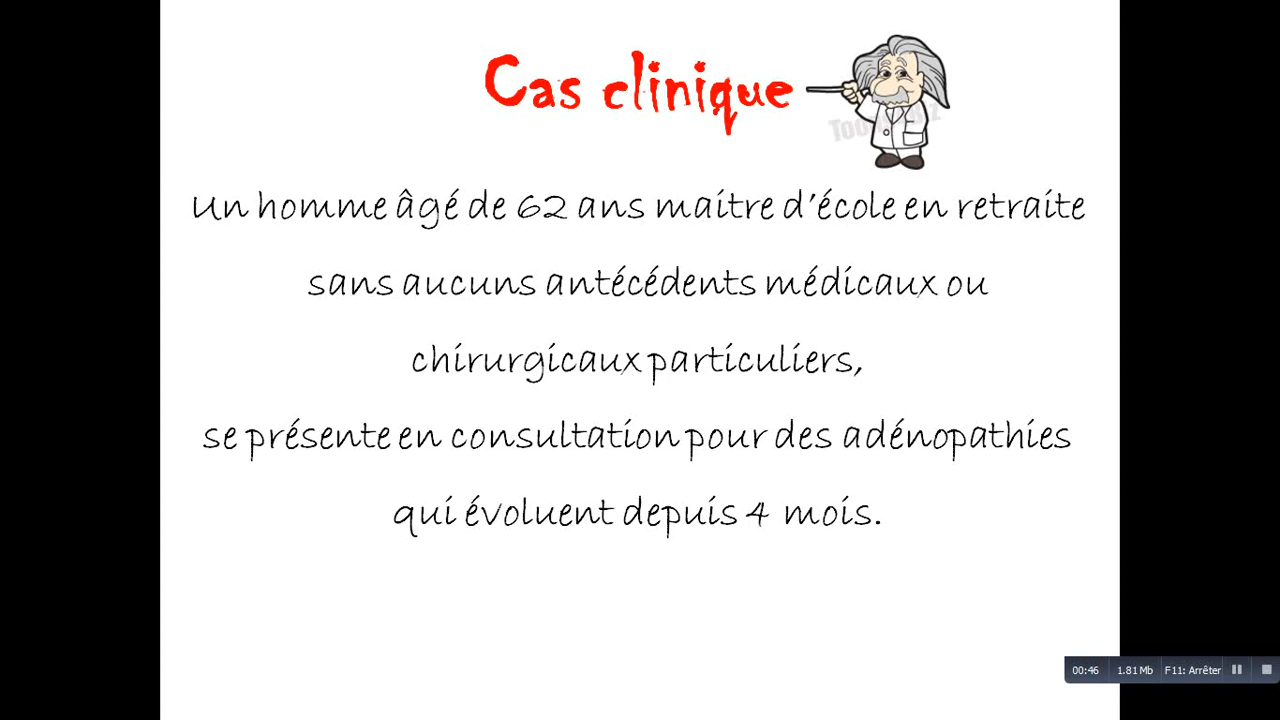 Cas clinique
Un homme âgé de 62 ans maitre d'école en retraite
sans aucuns antécédents médicaux ou
chirurgicaux particuliers,
se présente en consultation pour des adénopathies
qui évoluent depuis 4 mois.
00:46 1.81 Mb F11: Arrêter